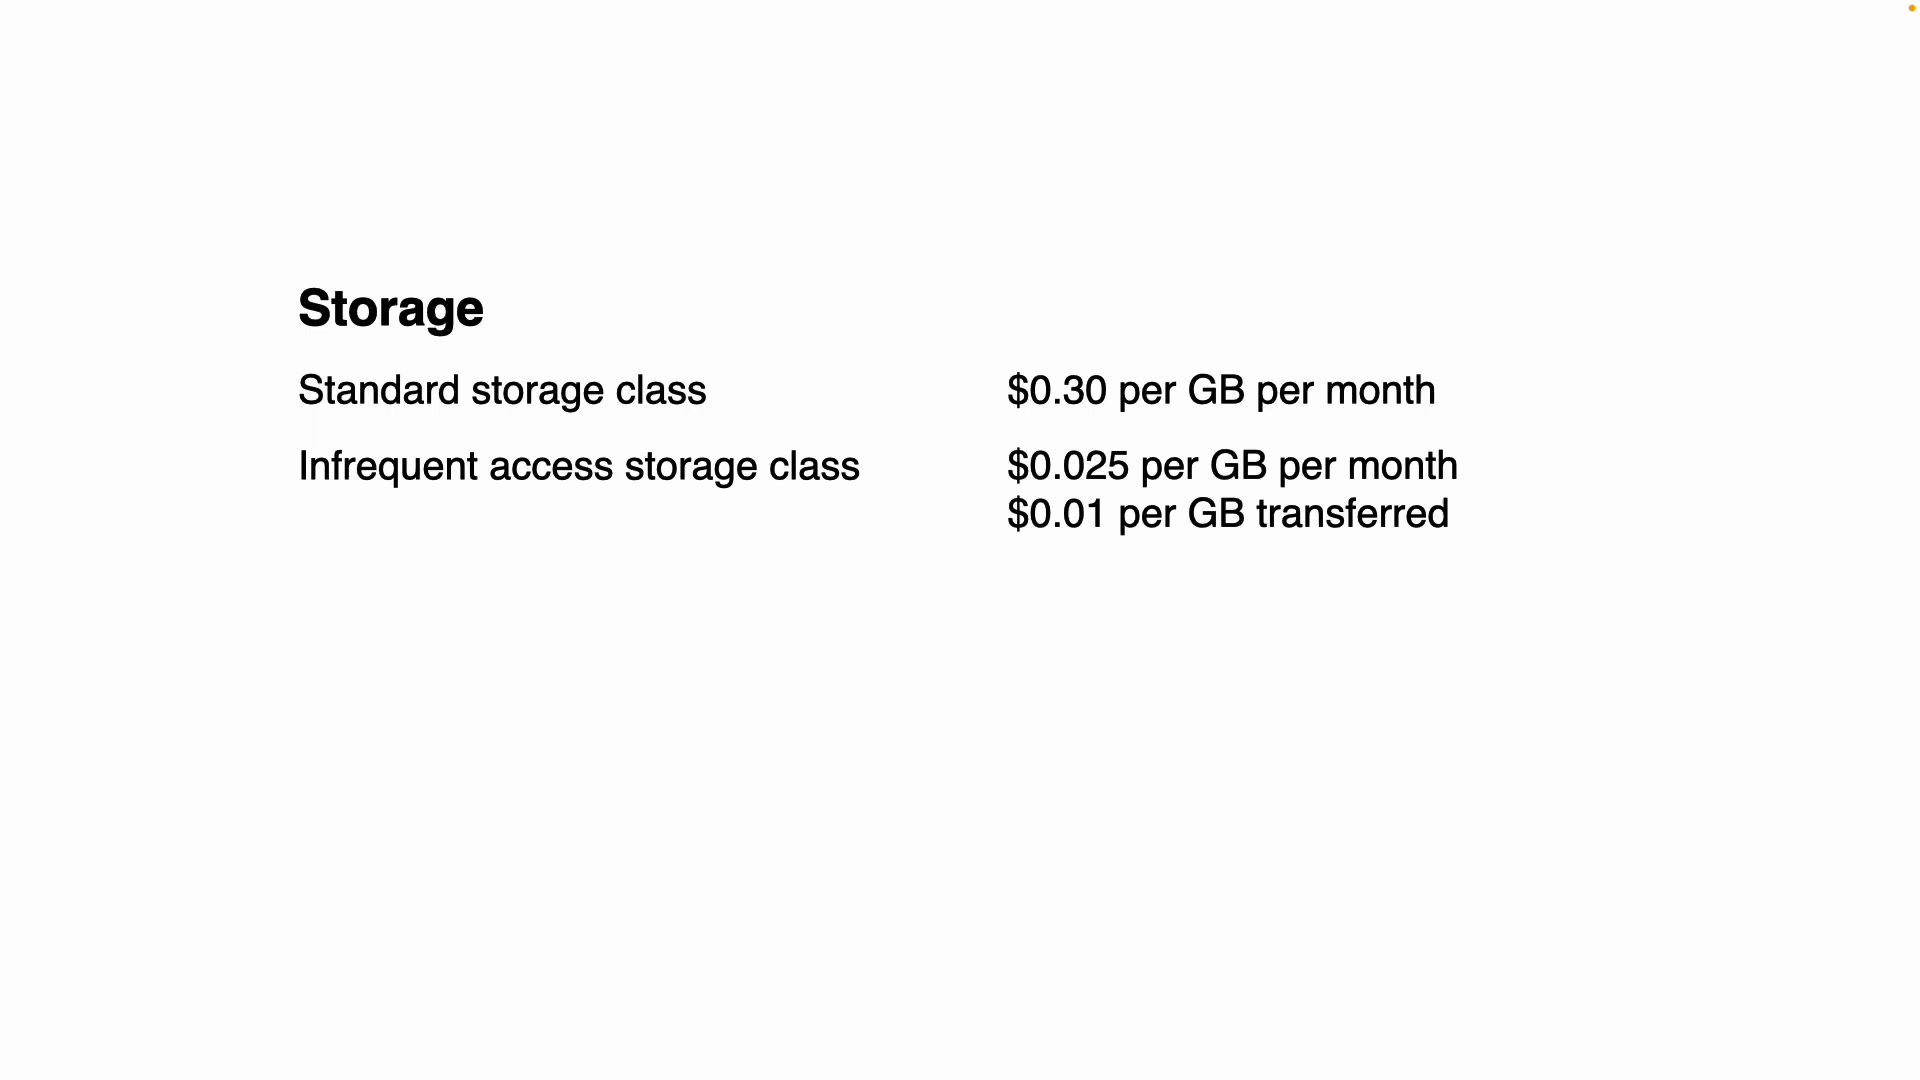 Storage
Standard storage class $0.30 per GB per month
Infrequent access storage class $0.025 per GB per month
$0.01 per GB transferred